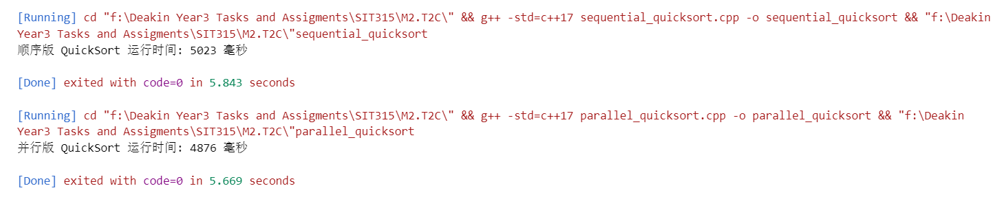 [Running] cd "f:\Deakin Year3 Tasks and Assigments\SIT315\M2.T2C\" && g++ -std=c++17 sequential_quicksort.cpp -o sequential_quicksort && "f:\Deakin
Year3 Tasks and Assigments\SIT315\M2.T2C\"sequential_quicksort
顺序版 QuickSort 运行时间: 5023 毫秒
[Done] exited with code=0 in 5.843 seconds
[Running] cd "f:\Deakin Year3 Tasks and Assigments\SIT315\M2.T2C\" && g++ -std=c++17 parallel_quicksort.cpp -o parallel_quicksort && "f:\Deakin
Year3 Tasks and Assigments\SIT315\M2.T2C\"parallel_quicksort
并行版 QuickSort 运行时间: 4876 毫秒
[Done] exited with code=0 in 5.669 seconds